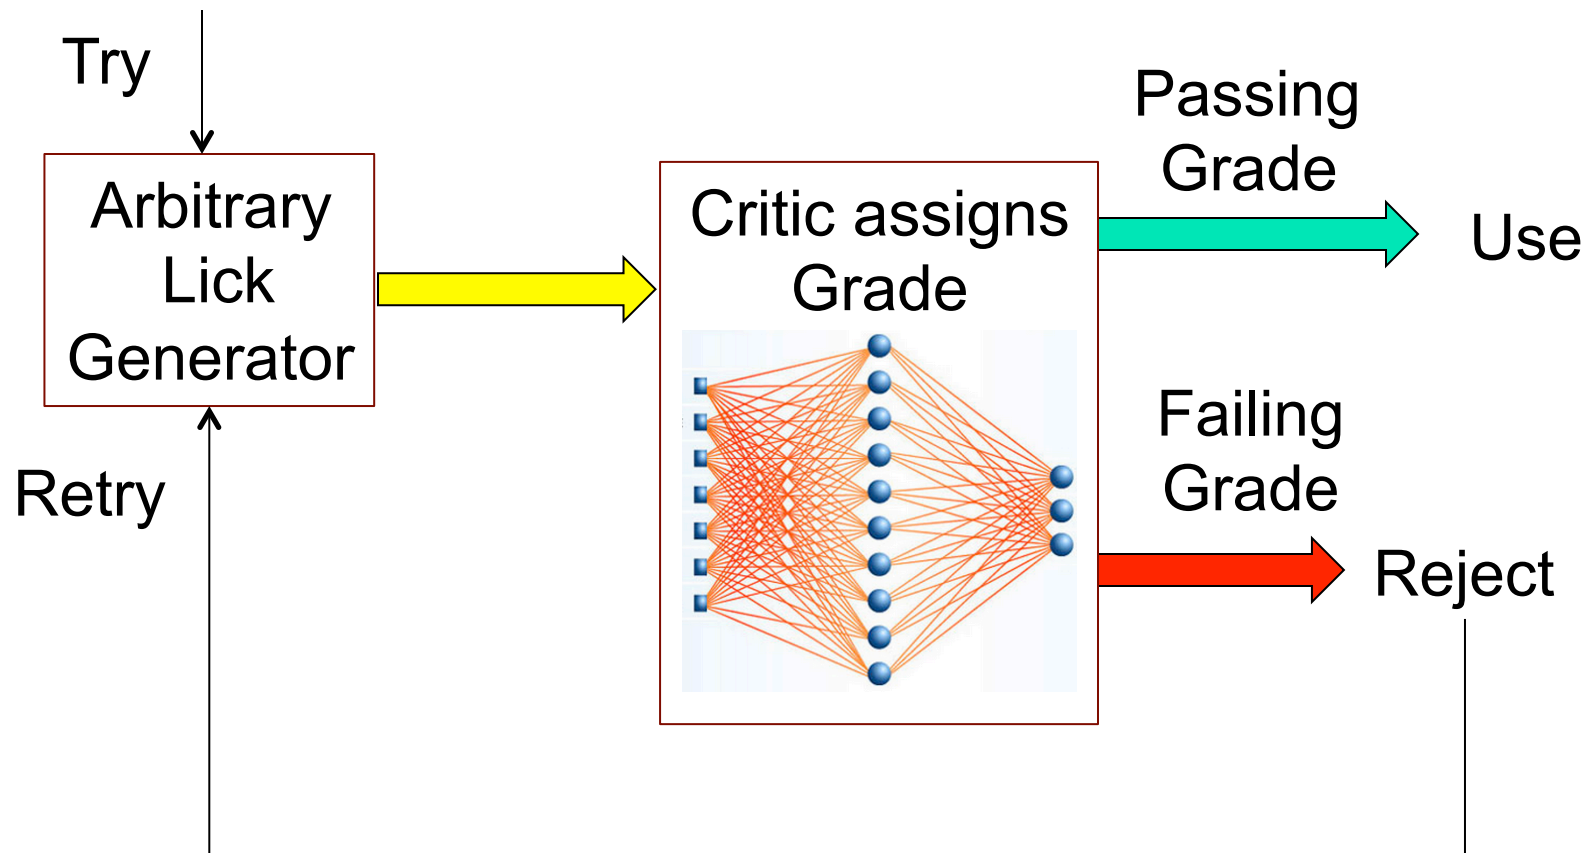 Try
Arbitrary
Lick
Generator
Retry
Critic assigns
Grade
Passing
Grade
Use
Failing
Grade
Reject